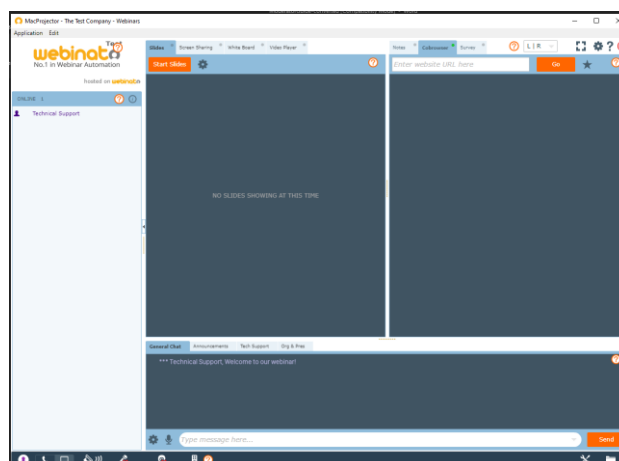 MacProjector - The Test Company - Webinars
Application Edit
Test
webinato
No.1 in Webinar Automation
hosted on webinato
ONLINE 1
Technical Support
Slides
Screen Sharing
White Board
Video Player
Start Slides
NO SLIDES SHOWING AT THIS TIME
Notes
Cobrowser
Survey
L | R
Enter website URL here
Go
General Chat
Announcements
Tech Support
Org & Pres
*** Technical Support, Welcome to our webinar!
Type message here...
Send